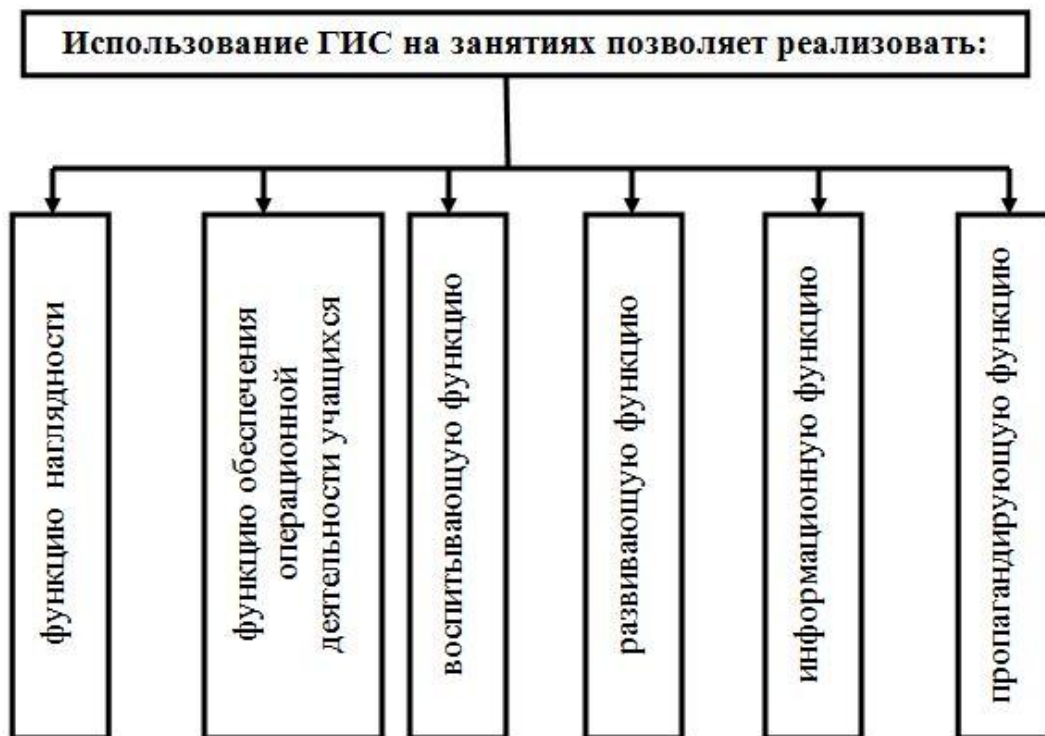 Использование ГИС на занятиях позволяет реализовать:
функцию наглядности
функцию обеспечения
операционной
деятельности учащихся
воспитывающую функцию
развивающую функцию
информационную функцию
пропагандирующую функцию